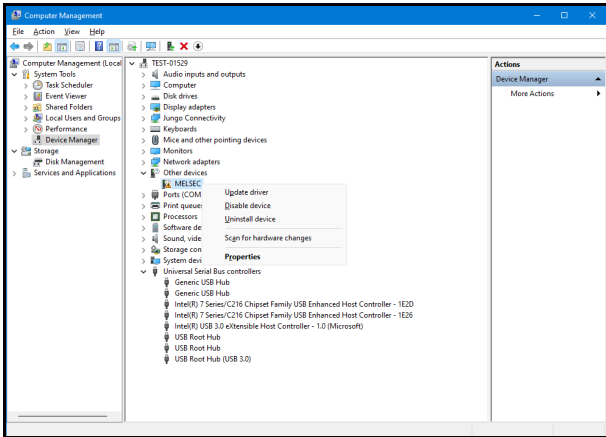 Computer Management
File Action View Help
Computer Management (Local
System Tools
Task Scheduler
Event Viewer
Shared Folders
Local Users and Groups
Performance
Device Manager
Storage
Disk Management
Services and Applications
TEST-01529
Audio inputs and outputs
Computer
Disk drives
Display adapters
Jungo Connectivity
Keyboards
Mice and other pointing devices
Monitors
Network adapters
Other devices
MELSEC
Ports (COM
Print queues
Processors
Software de
Sound, vide
Storage con
System devi
Universal Serial Bus controllers
Generic USB Hub
Generic USB Hub
Intel(R) 7 Series/C216 Chipset Family USB Enhanced Host Controller - 1E2D
Intel(R) 7 Series/C216 Chipset Family USB Enhanced Host Controller - 1E26
Intel(R) USB 3.0 eXtensible Host Controller - 1.0 (Microsoft)
USB Root Hub
USB Root Hub
USB Root Hub (USB 3.0)
Update driver
Disable device
Uninstall device
Scan for hardware changes
Properties
Actions
Device Manager
More Actions